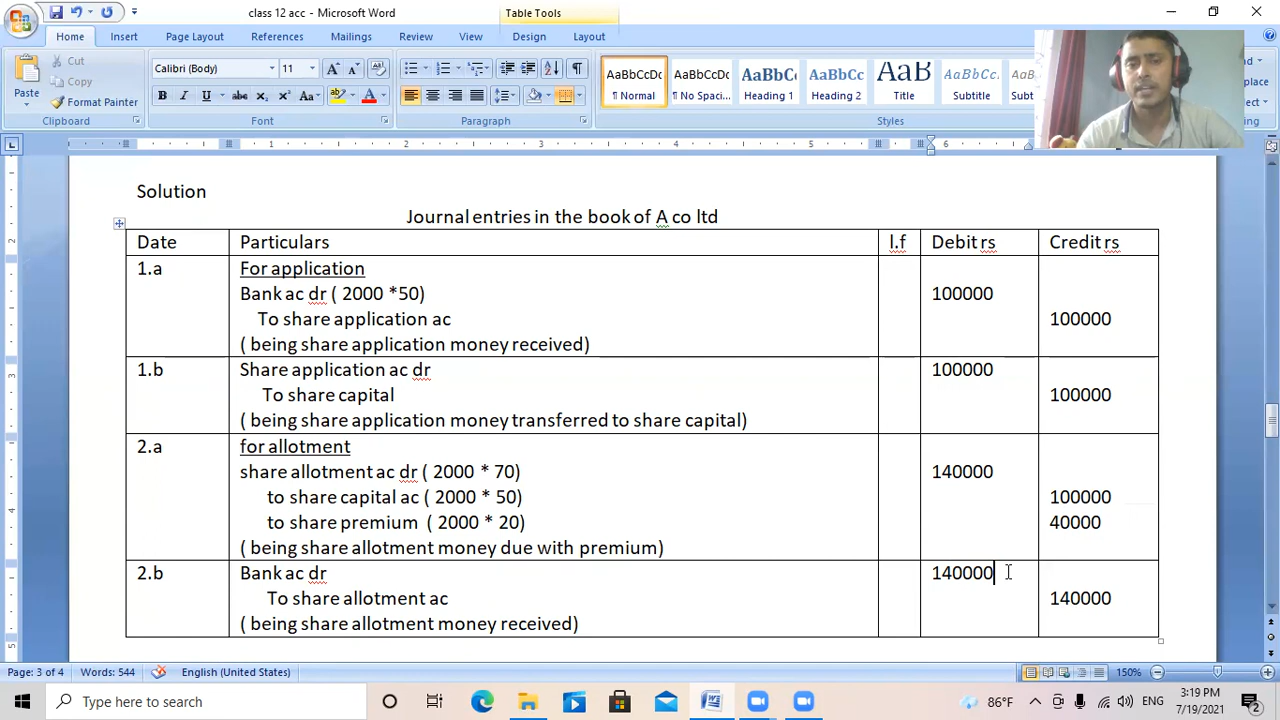 class 12 acc - Microsoft Word
Table Tools
Home Insert Page Layout References Mailings Review View Design Layout
Paste
Cut
Copy
Format Painter
Clipboard
Calibri (Body) 11
Font
Paragraph
AaBbCcDc AaBbCcDc AaBbCc AaBbCc AaB AaBbCc.
¶ Normal ¶ No Spaci... Heading 1 Heading 2 Title Subtitle
Styles
1 2 3 4 5 6
Solution
Journal entries in the book of A co ltd
Date Particulars l.f Debit rs Credit rs
1.a For application
Bank ac dr ( 2000 *50) 100000
To share application ac 100000
( being share application money received)
1.b Share application ac dr 100000
To share capital 100000
( being share application money transferred to share capital)
2.a for allotment
share allotment ac dr ( 2000 * 70) 140000
to share capital ac ( 2000 * 50) 100000
to share premium ( 2000 * 20) 40000
( being share allotment money due with premium)
2.b Bank ac dr 140000
To share allotment ac 140000
( being share allotment money received)
Page: 3 of 4 Words: 544 English (United States) 150%
Type here to search 86°F 3:19 PM
7/19/2021 2